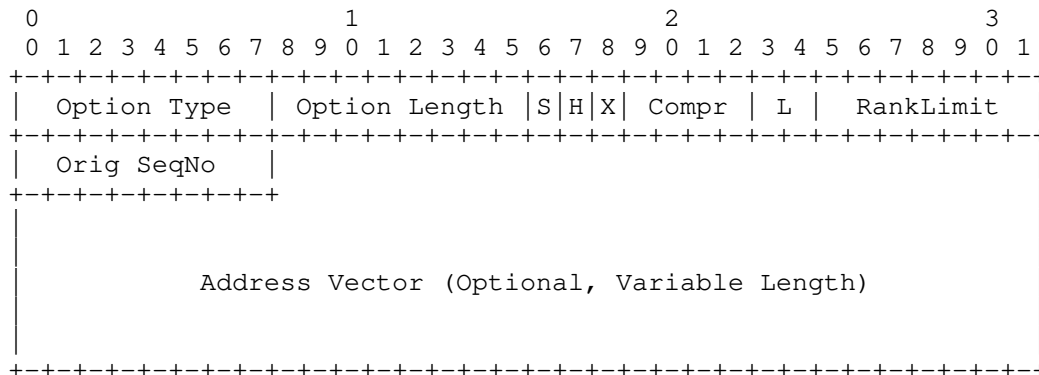 0                   1                   2                   3
 0 1 2 3 4 5 6 7 8 9 0 1 2 3 4 5 6 7 8 9 0 1 2 3 4 5 6 7 8 9 0 1
+-+-+-+-+-+-+-+-+-+-+-+-+-+-+-+-+-+-+-+-+-+-+-+-+-+-+-+-+-+-+-+--
|  Option Type  | Option Length |S|H|X| Compr | L |  RankLimit
+-+-+-+-+-+-+-+-+-+-+-+-+-+-+-+-+-+-+-+-+-+-+-+-+-+-+-+-+-+-+-+--
|  Orig SeqNo   |
+-+-+-+-+-+-+-+-+
|
|
|           Address Vector (Optional, Variable Length)
|
|
+-+-+-+-+-+-+-+-+-+-+-+-+-+-+-+-+-+-+-+-+-+-+-+-+-+-+-+-+-+-+-+--